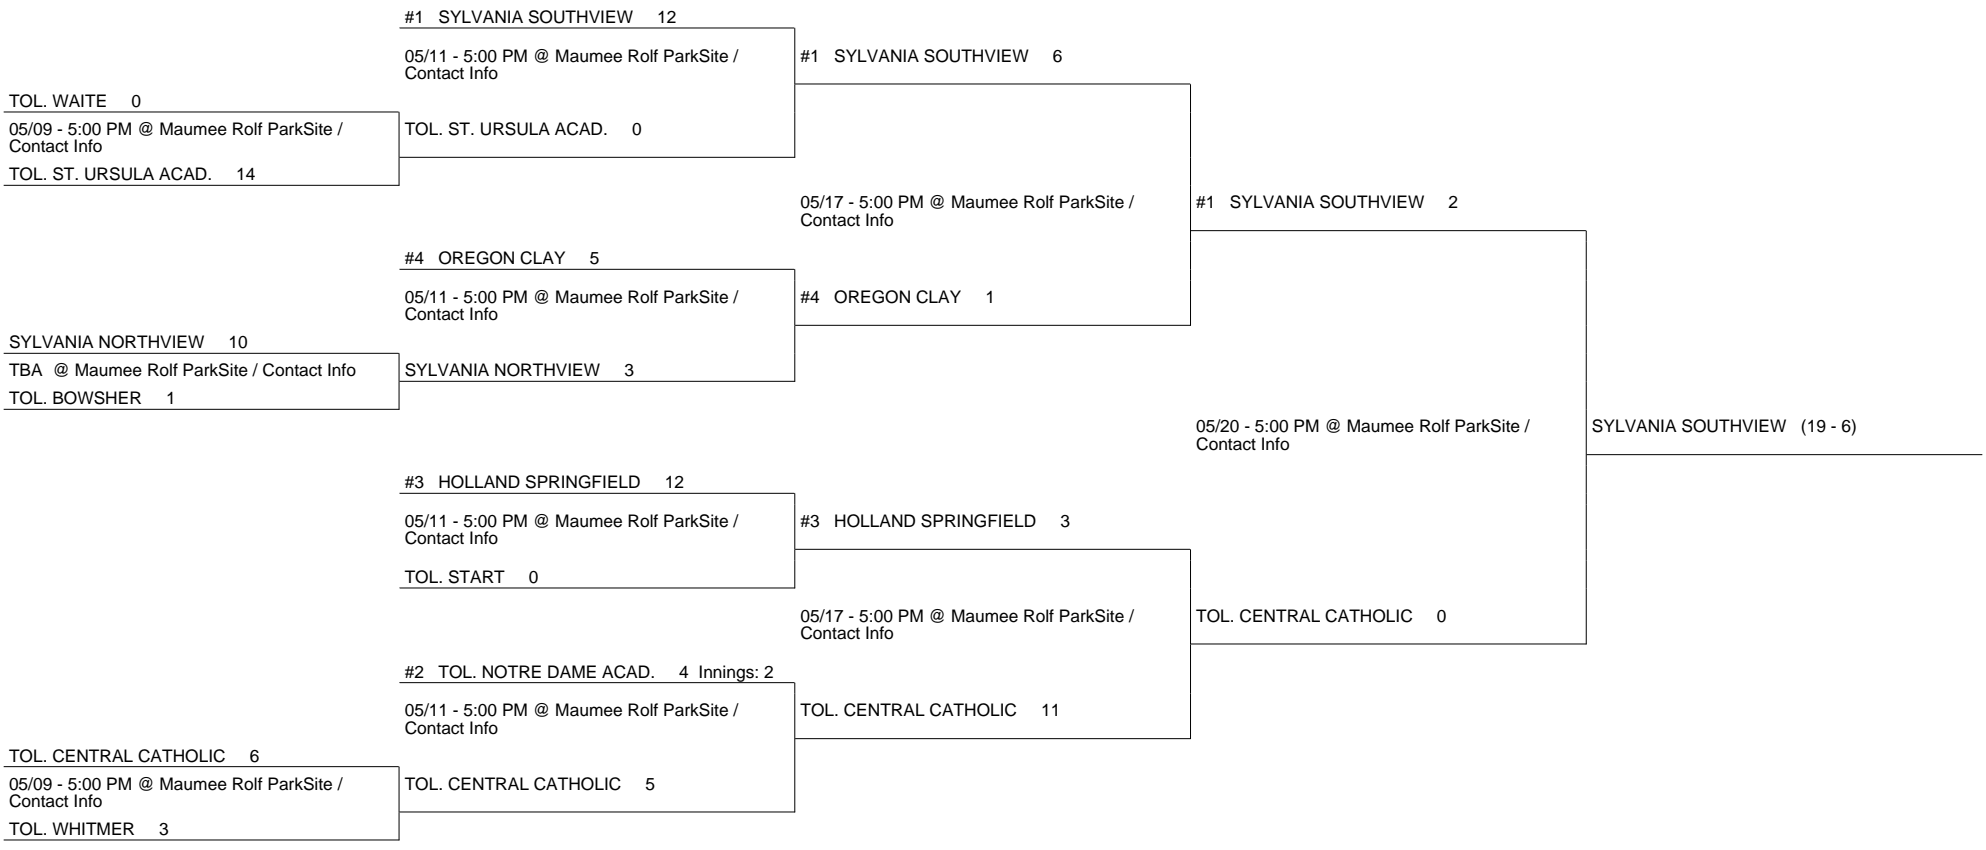 #1 SYLVANIA SOUTHVIEW 12
05/11 - 5:00 PM @ Maumee Rolf ParkSite /
Contact Info
#1 SYLVANIA SOUTHVIEW 6
TOL. WAITE 0
05/09 - 5:00 PM @ Maumee Rolf ParkSite /
Contact Info
TOL. ST. URSULA ACAD. 0
TOL. ST. URSULA ACAD. 14
05/17 - 5:00 PM @ Maumee Rolf ParkSite /
Contact Info
#1 SYLVANIA SOUTHVIEW 2
#4 OREGON CLAY 5
05/11 - 5:00 PM @ Maumee Rolf ParkSite /
Contact Info
#4 OREGON CLAY 1
SYLVANIA NORTHVIEW 10
TBA @ Maumee Rolf ParkSite / Contact Info
SYLVANIA NORTHVIEW 3
TOL. BOWSHER 1
05/20 - 5:00 PM @ Maumee Rolf ParkSite /
Contact Info
SYLVANIA SOUTHVIEW (19 - 6)
#3 HOLLAND SPRINGFIELD 12
05/11 - 5:00 PM @ Maumee Rolf ParkSite /
Contact Info
#3 HOLLAND SPRINGFIELD 3
TOL. START 0
05/17 - 5:00 PM @ Maumee Rolf ParkSite /
Contact Info
TOL. CENTRAL CATHOLIC 0
#2 TOL. NOTRE DAME ACAD. 4 Innings: 2
05/11 - 5:00 PM @ Maumee Rolf ParkSite /
Contact Info
TOL. CENTRAL CATHOLIC 11
TOL. CENTRAL CATHOLIC 6
05/09 - 5:00 PM @ Maumee Rolf ParkSite /
Contact Info
TOL. CENTRAL CATHOLIC 5
TOL. WHITMER 3